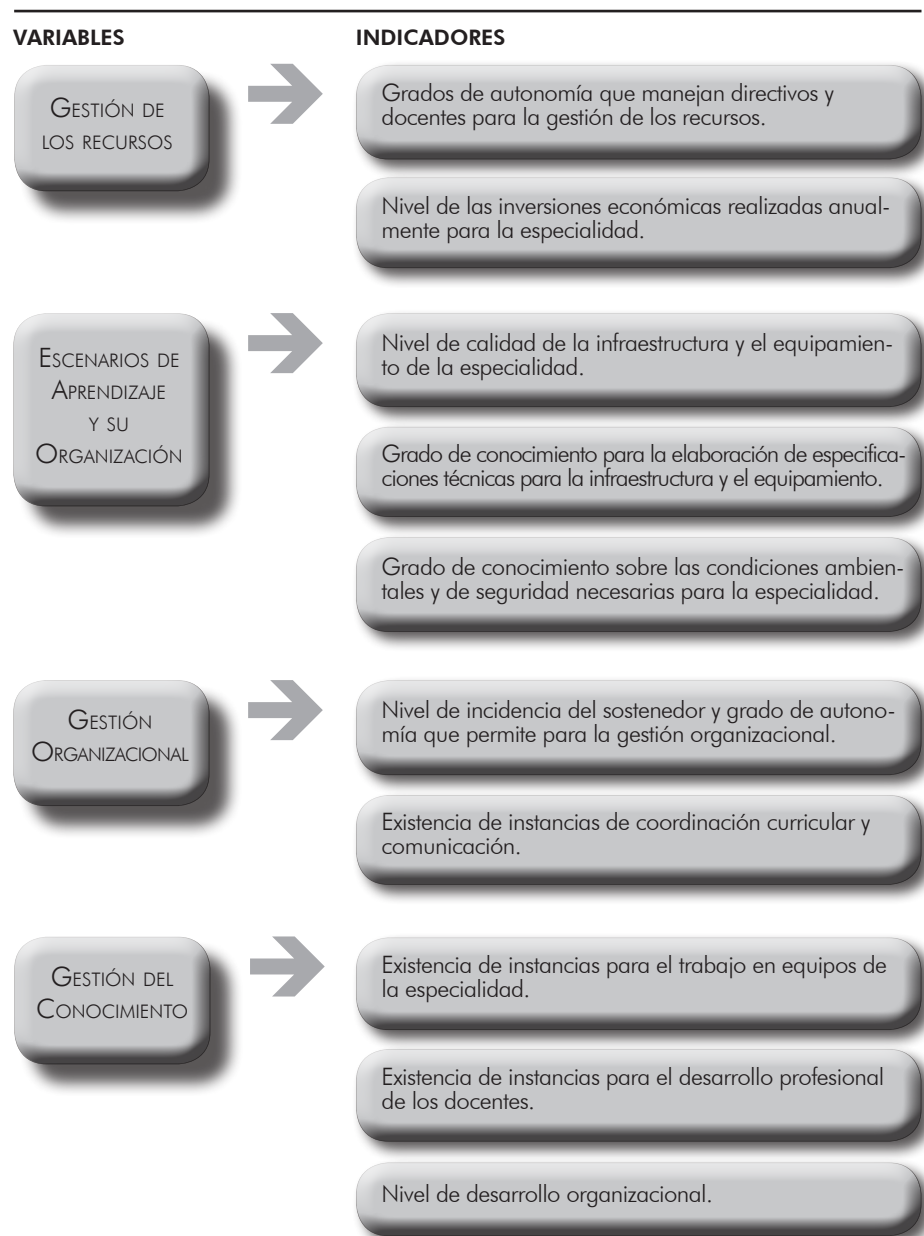 VARIABLES
INDICADORES
GESTIÓN DE
LOS RECURSOS
Grados de autonomía que manejan directivos y
docentes para la gestión de los recursos.
Nivel de las inversiones económicas realizadas anual-
mente para la especialidad.
ESCENARIOS DE
APRENDIZAJE
Y SU
ORGANIZACIÓN
Nivel de calidad de la infraestructura y el equipamien-
to de la especialidad.
Grado de conocimiento para la elaboración de especifica-
ciones técnicas para la infraestructura y el equipamiento.
Grado de conocimiento sobre las condiciones ambien-
tales y de seguridad necesarias para la especialidad.
GESTIÓN
ORGANIZACIONAL
Nivel de incidencia del sostenedor y grado de autono-
mía que permite para la gestión organizacional.
Existencia de instancias de coordinación curricular y
comunicación.
GESTIÓN DEL
CONOCIMIENTO
Existencia de instancias para el trabajo en equipos de
la especialidad.
Existencia de instancias para el desarrollo profesional
de los docentes.
Nivel de desarrollo organizacional.